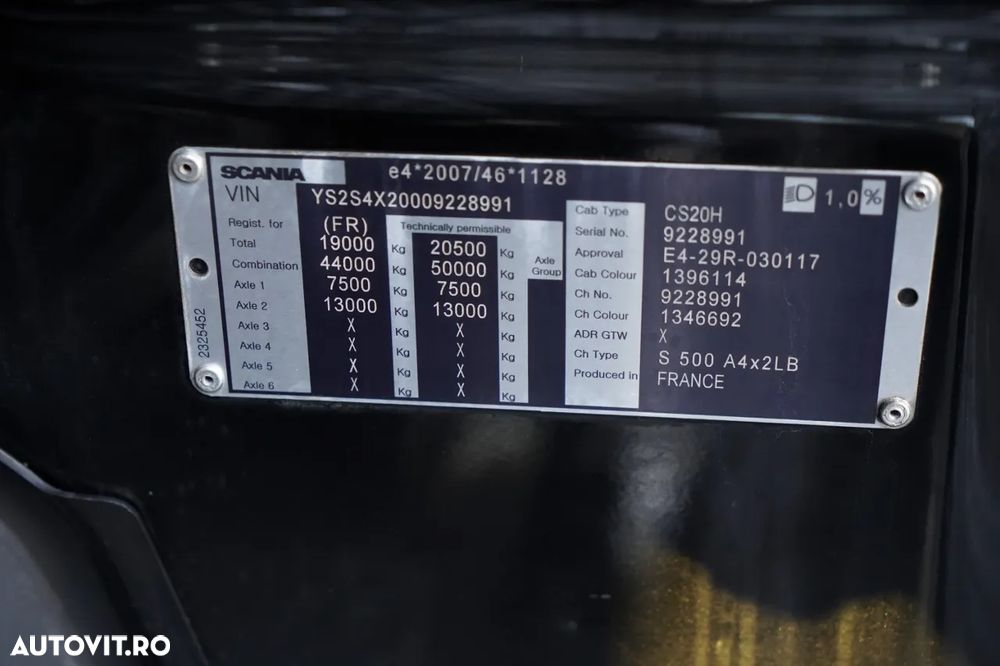 SCANIA e4*2007/46*1128
VIN YS2S4X20009228991
Regist. for (FR) Technically permissible
Total 19000 Kg 20500 Kg
Combination 44000 Kg 50000 Kg
Axle 1 7500 Kg 7500 Kg
Axle 2 13000 Kg 13000 Kg
Axle 3 X Kg X Kg
Axle 4 X Kg X Kg
Axle 5 X Kg X Kg
Axle 6 X Kg X Kg
Axle
Group
1,0%
Cab Type CS20H
Serial No. 9228991
Approval E4-29R-030117
Cab Colour 1396114
Ch No. 9228991
Ch Colour 1346692
ADR GTW X
Ch Type S 500 A4x2LB
Produced in FRANCE
2325452
AUTOVIT.RO